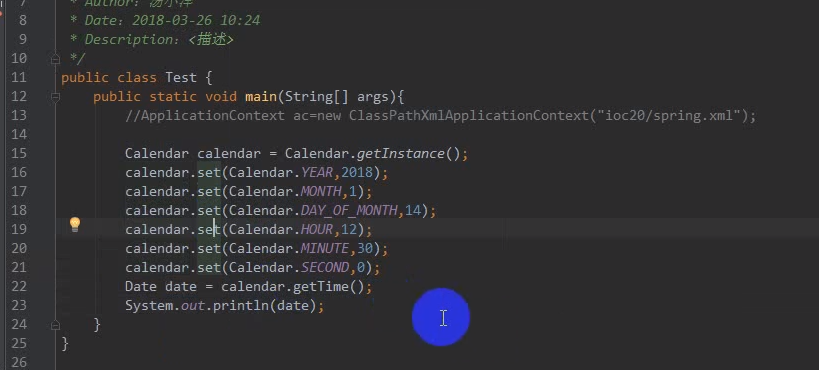 7 * Author：汤小洋
8 * Date：2018-03-26 10:24
9 * Description：<描述>
10 */
11 public class Test {
12 public static void main(String[] args){
13 //ApplicationContext ac=new ClassPathXmlApplicationContext("ioc20/spring.xml");
14
15 Calendar calendar = Calendar.getInstance();
16 calendar.set(Calendar.YEAR,2018);
17 calendar.set(Calendar.MONTH,1);
18 calendar.set(Calendar.DAY_OF_MONTH,14);
19 calendar.set(Calendar.HOUR,12);
20 calendar.set(Calendar.MINUTE,30);
21 calendar.set(Calendar.SECOND,0);
22 Date date = calendar.getTime();
23 System.out.println(date);
24 }
25 }
26